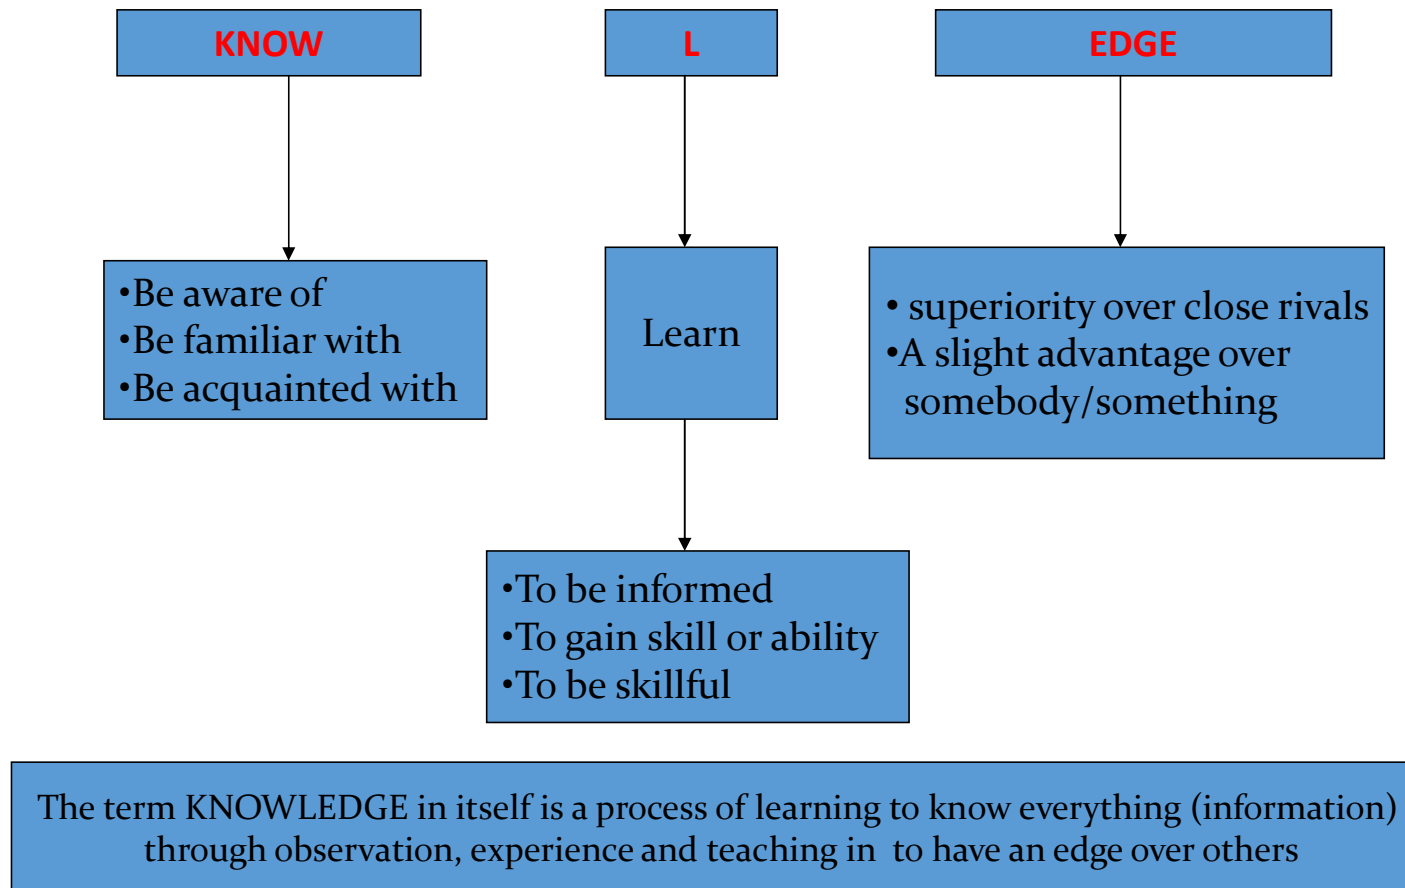 KNOW
L
EDGE
•Be aware of
•Be familiar with
•Be acquainted with
Learn
• superiority over close rivals
•A slight advantage over
somebody/something
•To be informed
•To gain skill or ability
•To be skillful
The term KNOWLEDGE in itself is a process of learning to know everything (information)
through observation, experience and teaching in  to have an edge over others